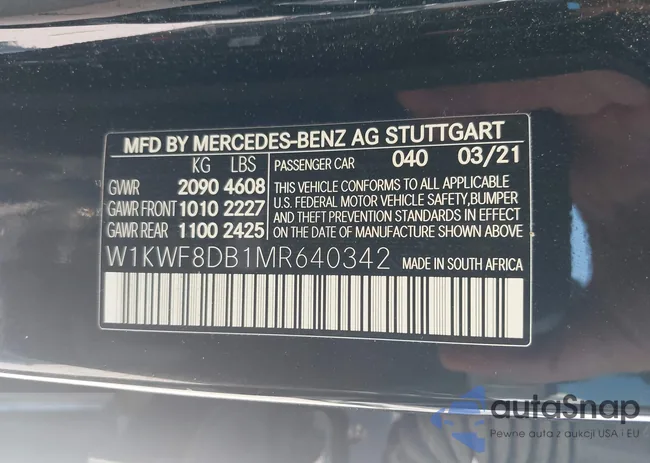 MFD BY MERCEDES-BENZ AG STUTTGART
KG LBS
GVWR 2090 4608
GAWR FRONT 1010 2227
GAWR REAR 1100 2425
PASSENGER CAR 040 03/21
THIS VEHICLE CONFORMS TO ALL APPLICABLE
U.S. FEDERAL MOTOR VEHICLE SAFETY, BUMPER
AND THEFT PREVENTION STANDARDS IN EFFECT
ON THE DATE OF MANUFACTURE SHOWN ABOVE.
W1KWF8DB1MR640342 MADE IN SOUTH AFRICA
autoSnap
Pewne auta z aukcji USA i EU